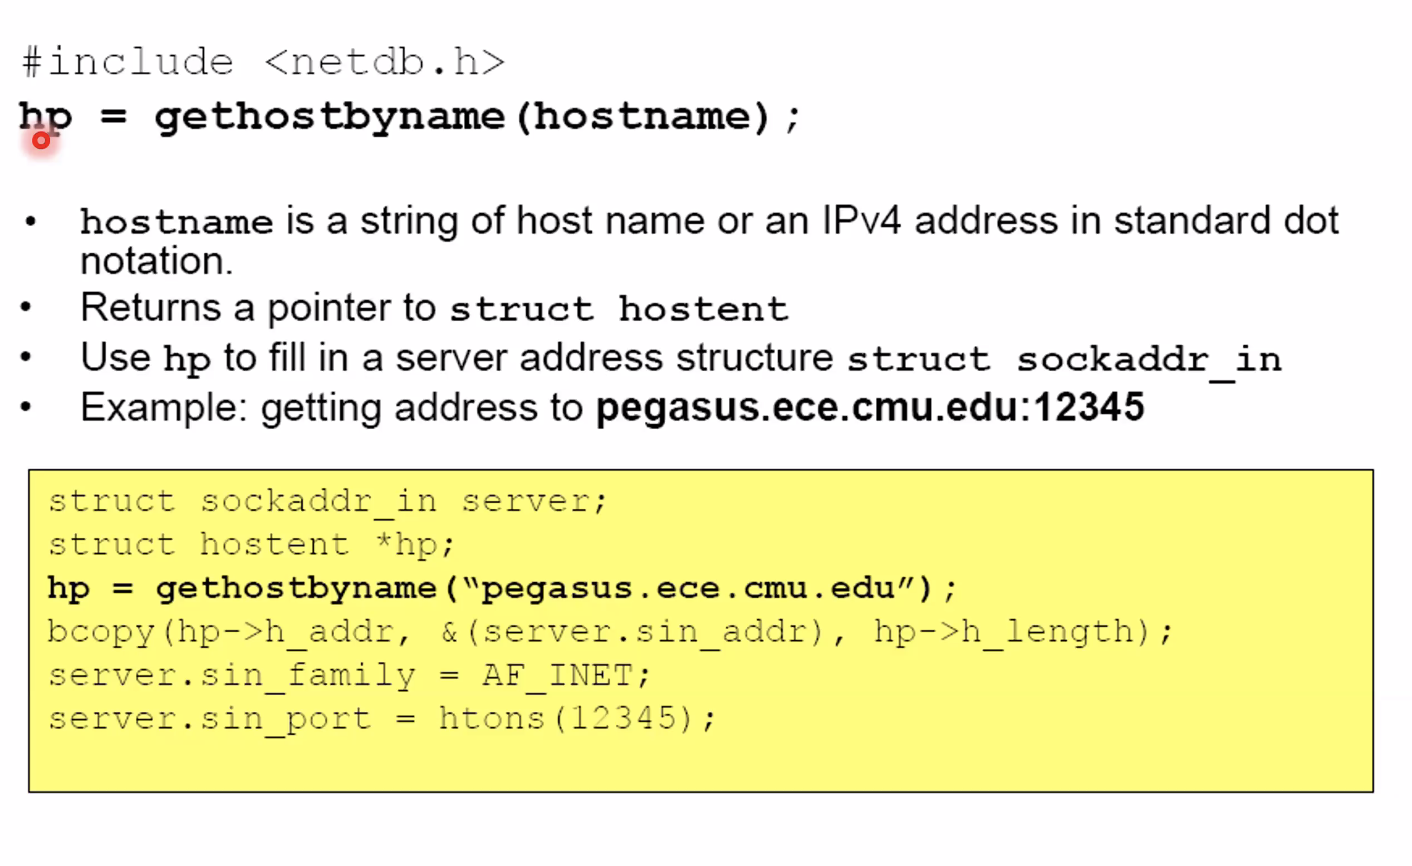 #include <netdb.h>
hp = gethostbyname(hostname);
• hostname is a string of host name or an IPv4 address in standard dot
notation.
• Returns a pointer to struct hostent
• Use hp to fill in a server address structure struct sockaddr_in
• Example: getting address to pegasus.ece.cmu.edu:12345
struct sockaddr_in server;
struct hostent *hp;
hp = gethostbyname(“pegasus.ece.cmu.edu”);
bcopy(hp->h_addr, &(server.sin_addr), hp->h_length);
server.sin_family = AF_INET;
server.sin_port = htons(12345);